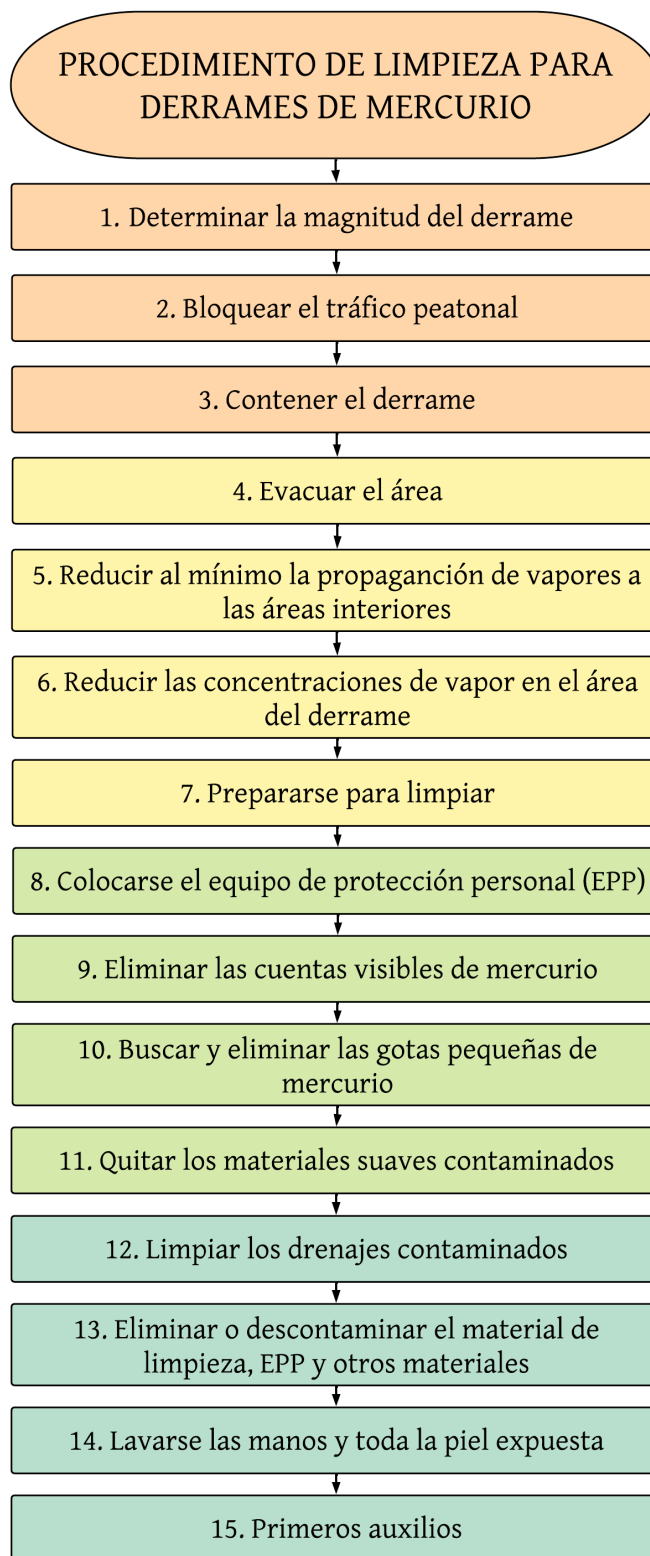 PROCEDIMIENTO DE LIMPIEZA PARA
DERRAMES DE MERCURIO
1. Determinar la magnitud del derrame
2. Bloquear el tráfico peatonal
3. Contener el derrame
4. Evacuar el área
5. Reducir al mínimo la propaganción de vapores a
las áreas interiores
6. Reducir las concentraciones de vapor en el área
del derrame
7. Prepararse para limpiar
8. Colocarse el equipo de protección personal (EPP)
9. Eliminar las cuentas visibles de mercurio
10. Buscar y eliminar las gotas pequeñas de
mercurio
11. Quitar los materiales suaves contaminados
12. Limpiar los drenajes contaminados
13. Eliminar o descontaminar el material de
limpieza, EPP y otros materiales
14. Lavarse las manos y toda la piel expuesta
15. Primeros auxilios